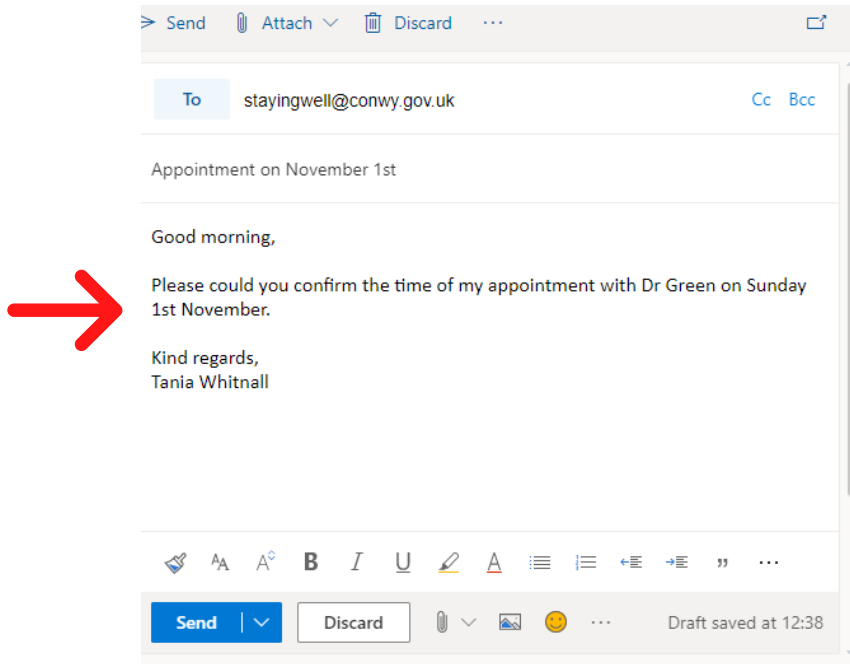 Send Attach Discard ...
To stayingwell@conwy.gov.uk Cc Bcc
Appointment on November 1st
Good morning,
Please could you confirm the time of my appointment with Dr Green on Sunday
1st November.
Kind regards,
Tania Whitnall
AA A B I U A " ...
Send Discard ... Draft saved at 12:38